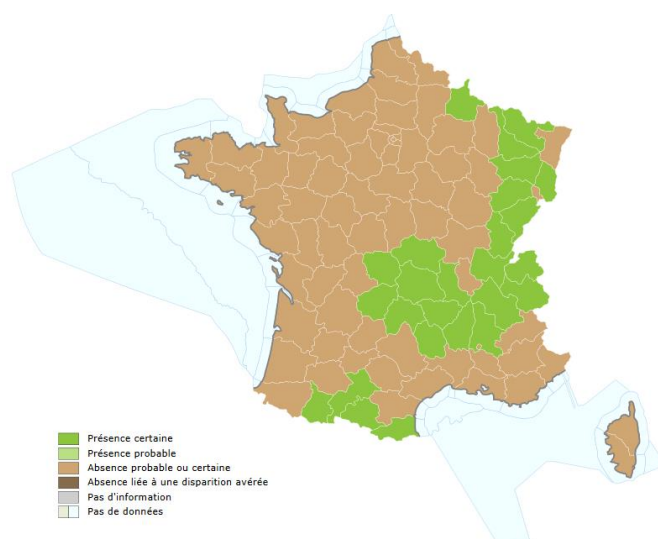 Présence certaine
Présence probable
Absence probable ou certaine
Absence liée à une disparition avérée
Pas d'information
Pas de données